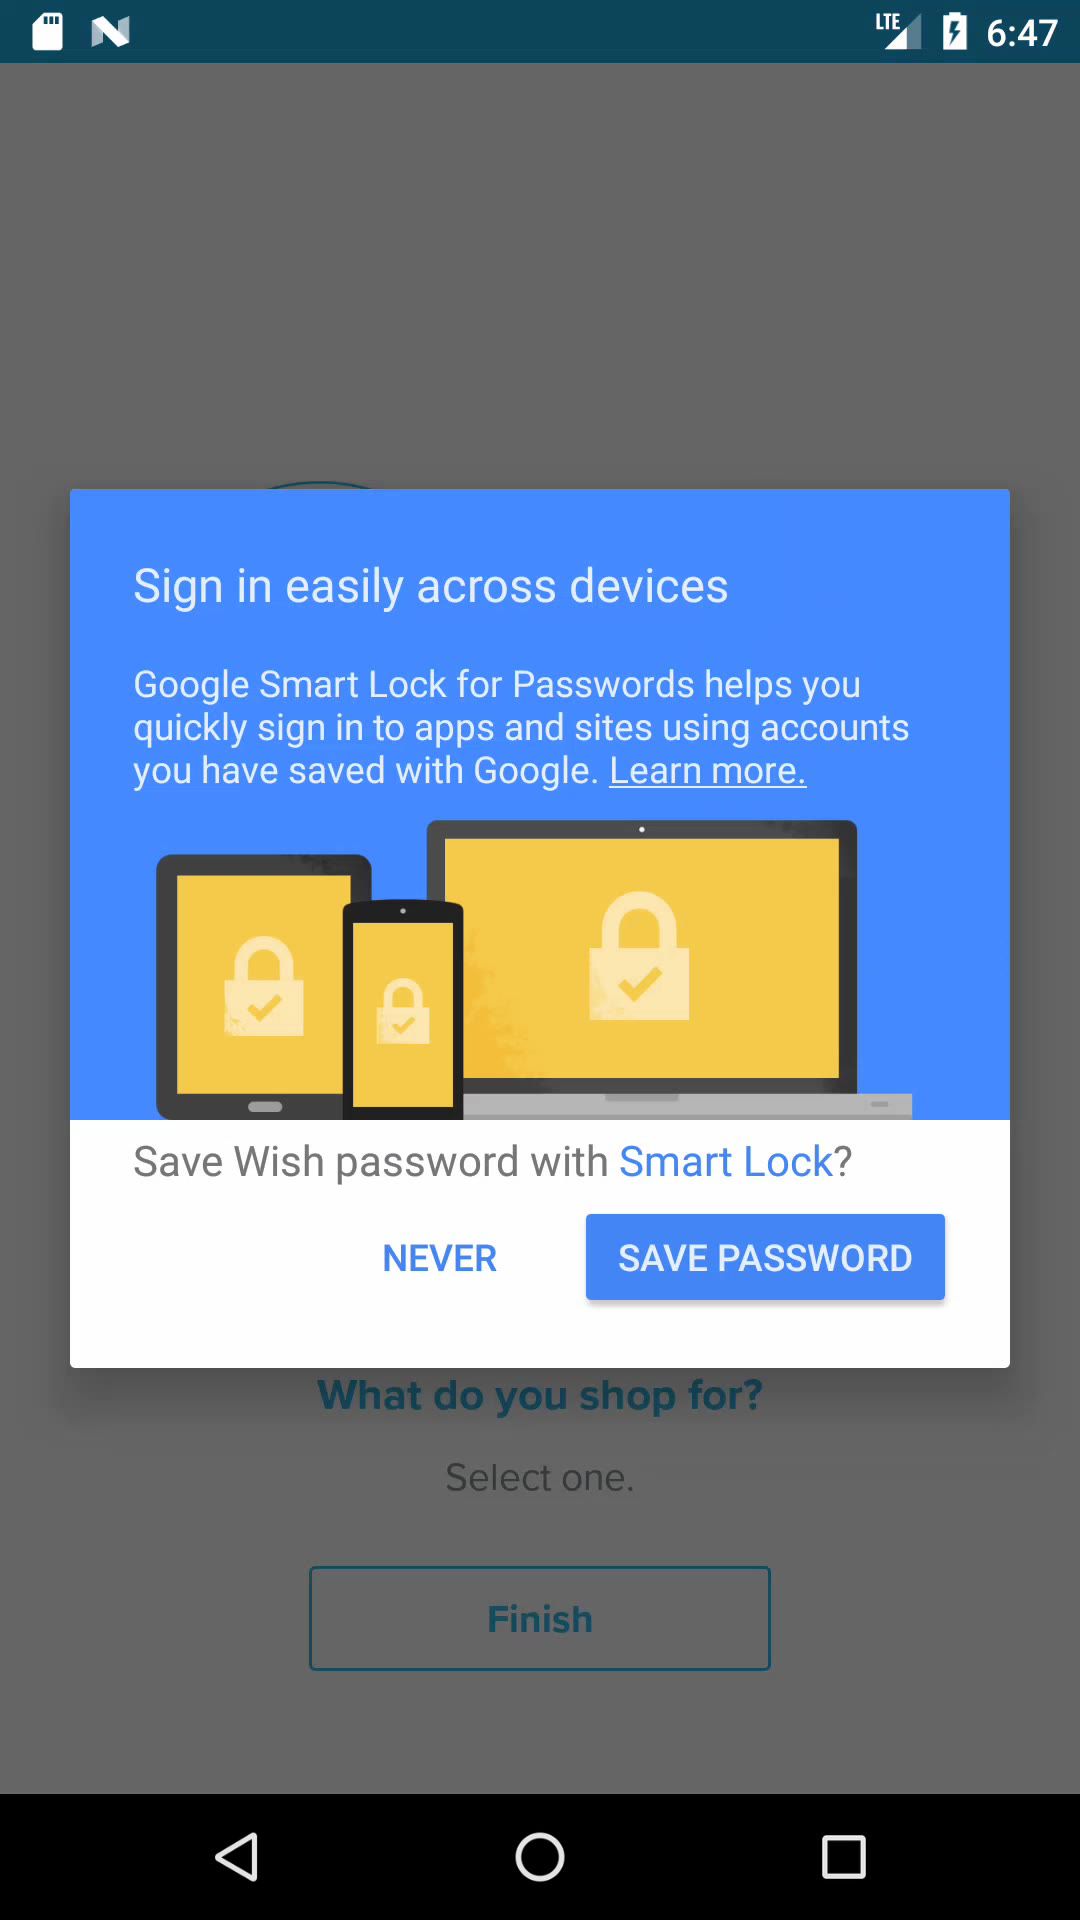 LTE 6:47
Sign in easily across devices
Google Smart Lock for Passwords helps you
quickly sign in to apps and sites using accounts
you have saved with Google. Learn more.
Save Wish password with Smart Lock?
NEVER SAVE PASSWORD
What do you shop for?
Select one.
Finish